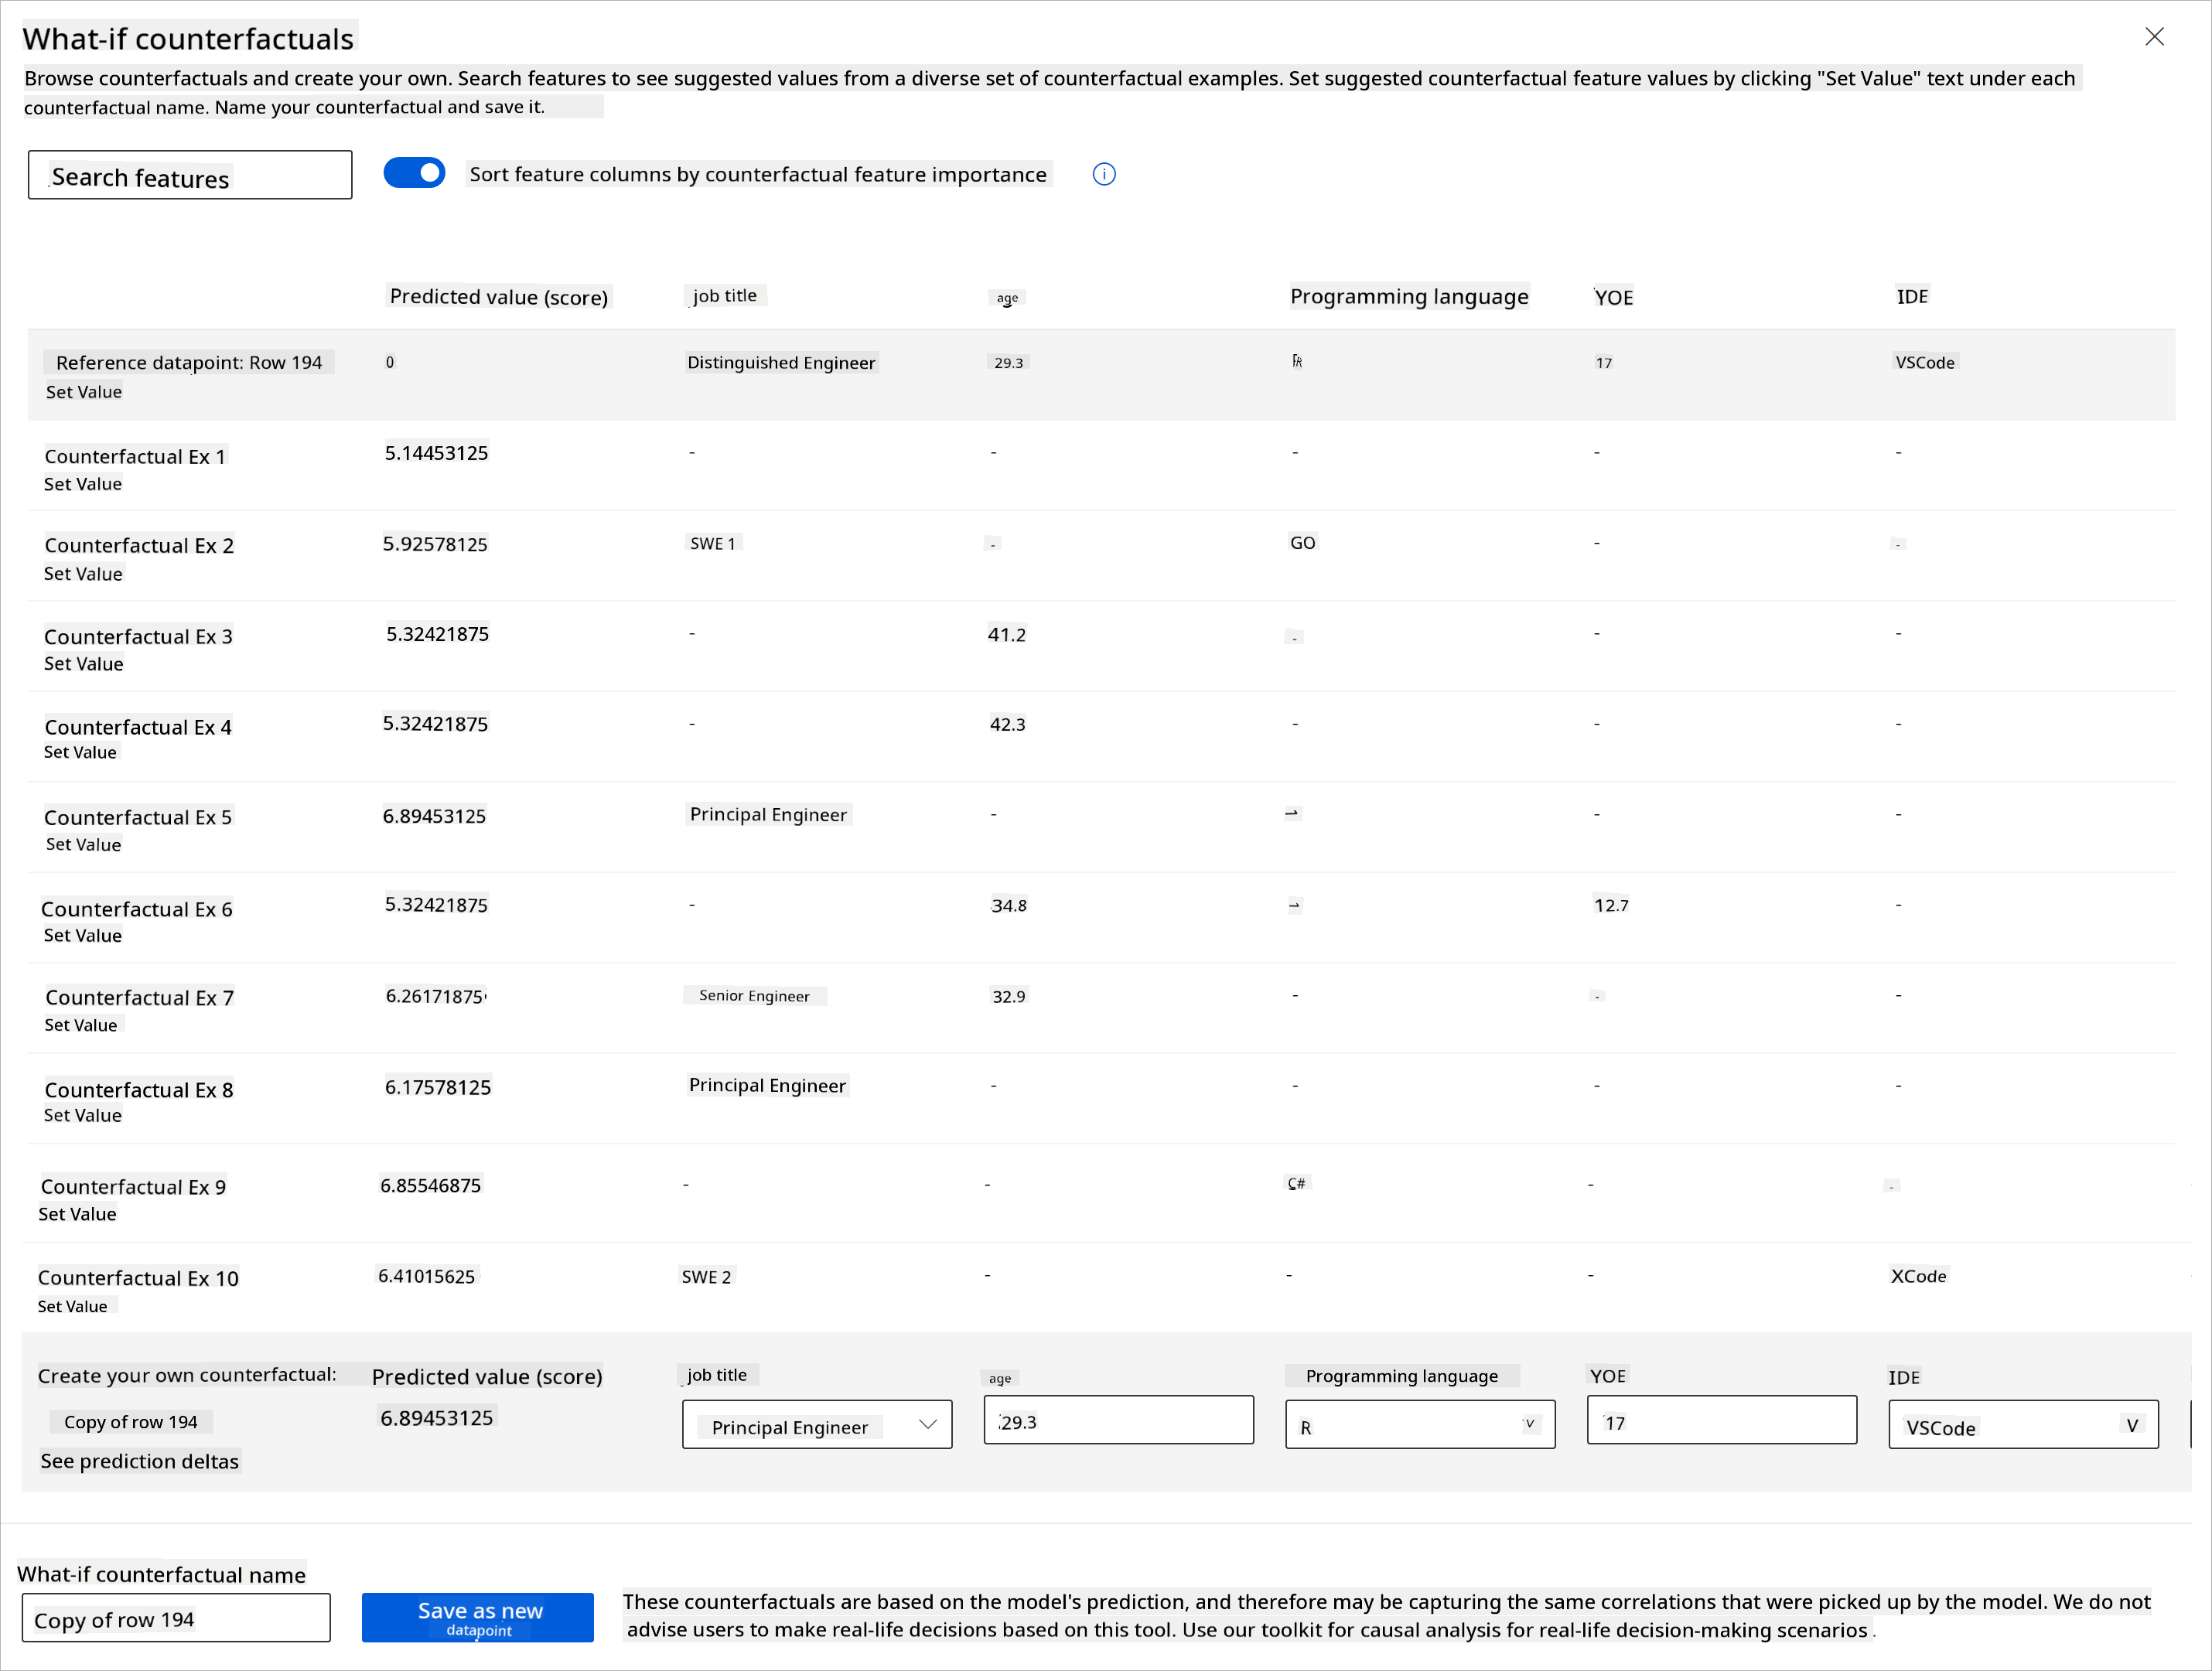 What-if counterfactuals
Browse counterfactuals and create your own. Search features to see suggested values from a diverse set of counterfactual examples. Set suggested counterfactual feature values by clicking "Set Value" text under each
counterfactual name. Name your counterfactual and save it.
Search features
Sort feature columns by counterfactual feature importance
Predicted value (score) job title age Programming language YOE IDE
Reference datapoint: Row 194 0 Distinguished Engineer 29.3 17 VSCode
Set Value
Counterfactual Ex 1 5.14453125 - - - - -
Set Value
Counterfactual Ex 2 5.92578125 SWE 1 - GO - -
Set Value
Counterfactual Ex 3 5.32421875 - 41.2 - - -
Set Value
Counterfactual Ex 4 5.32421875 - 42.3 - - -
Set Value
Counterfactual Ex 5 6.89453125 Principal Engineer - - -
Set Value
Counterfactual Ex 6 5.32421875 - 34.8 12.7 -
Set Value
Counterfactual Ex 7 6.26171875 Senior Engineer 32.9 - - -
Set Value
Counterfactual Ex 8 6.17578125 Principal Engineer - - - -
Set Value
Counterfactual Ex 9 6.85546875 - - C# - -
Set Value
Counterfactual Ex 10 6.41015625 SWE 2 - - - XCode
Set Value
Create your own counterfactual: Predicted value (score) job title age Programming language YOE IDE
Copy of row 194 6.89453125 Principal Engineer 29.3 R 17 VSCode
See prediction deltas
What-if counterfactual name
Copy of row 194
Save as new
datapoint
These counterfactuals are based on the model's prediction, and therefore may be capturing the same correlations that were picked up by the model. We do not
advise users to make real-life decisions based on this tool. Use our toolkit for causal analysis for real-life decision-making scenarios.